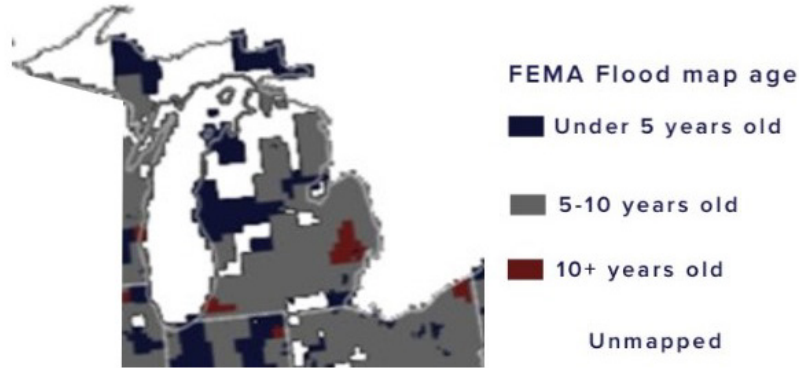 FEMA Flood map age
Under 5 years old
5-10 years old
10+ years old
Unmapped